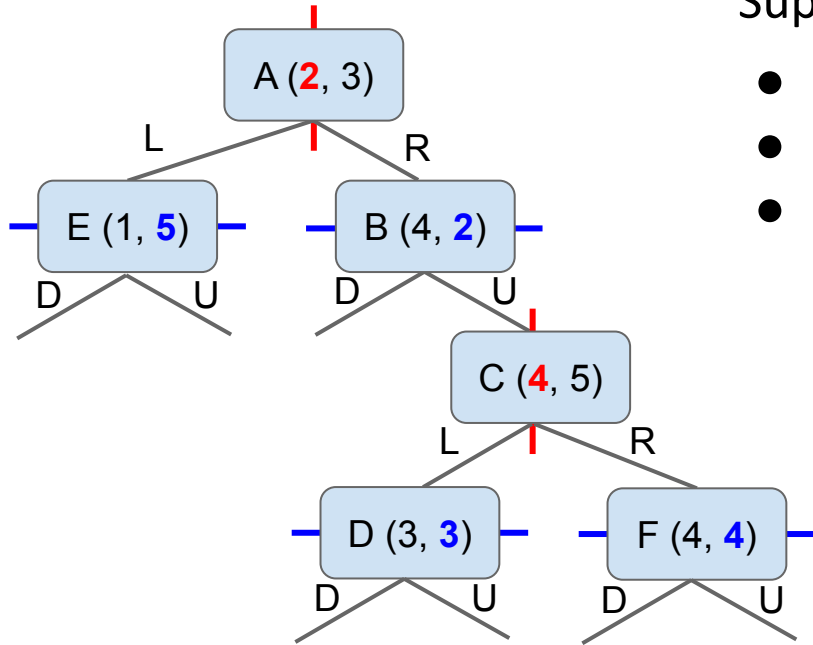 Sup
A (2, 3)
L R
E (1, 5) B (4, 2)
D U D U
C (4, 5)
L R
D (3, 3) F (4, 4)
D U D U